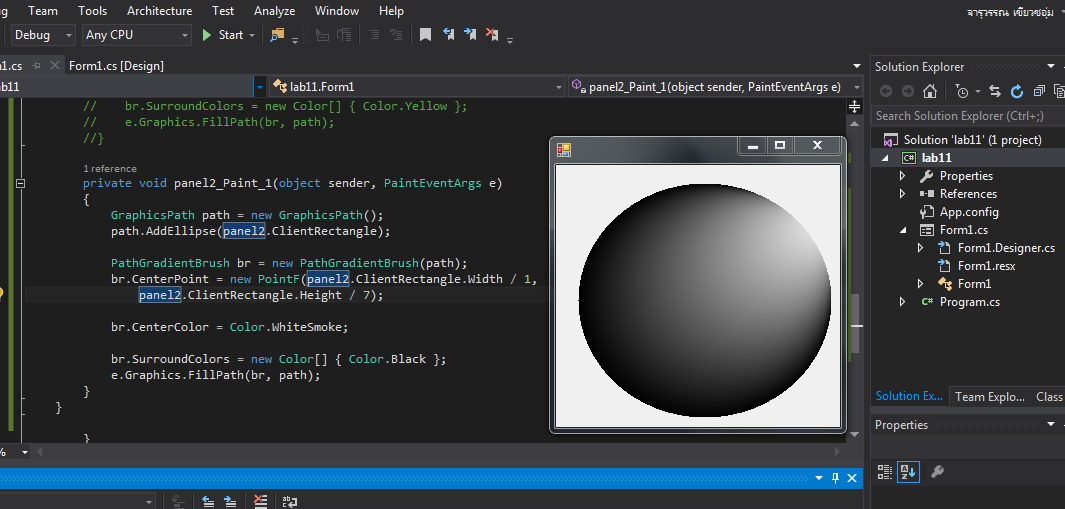 Team Tools Architecture Test Analyze Window Help
จารุวรรณ เขียวชอุ่ม
Debug Any CPU Start
Form1.cs [Design]
lab11.Form1 panel2_Paint_1(object sender, PaintEventArgs e)
// br.SurroundColors = new Color[] { Color.Yellow };
// e.Graphics.FillPath(br, path);
//}
1 reference
private void panel2_Paint_1(object sender, PaintEventArgs e)
{
GraphicsPath path = new GraphicsPath();
path.AddEllipse(panel2.ClientRectangle);
PathGradientBrush br = new PathGradientBrush(path);
br.CenterPoint = new PointF(panel2.ClientRectangle.Width / 1,
panel2.ClientRectangle.Height / 7);
br.CenterColor = Color.WhiteSmoke;
br.SurroundColors = new Color[] { Color.Black };
e.Graphics.FillPath(br, path);
}
}
}
Solution Explorer
Search Solution Explorer (Ctrl+;)
Solution 'lab11' (1 project)
C# lab11
Properties
References
App.config
Form1.cs
Form1.Designer.cs
Form1.resx
Form1
C# Program.cs
Solution Ex... Team Explo... Class
Properties